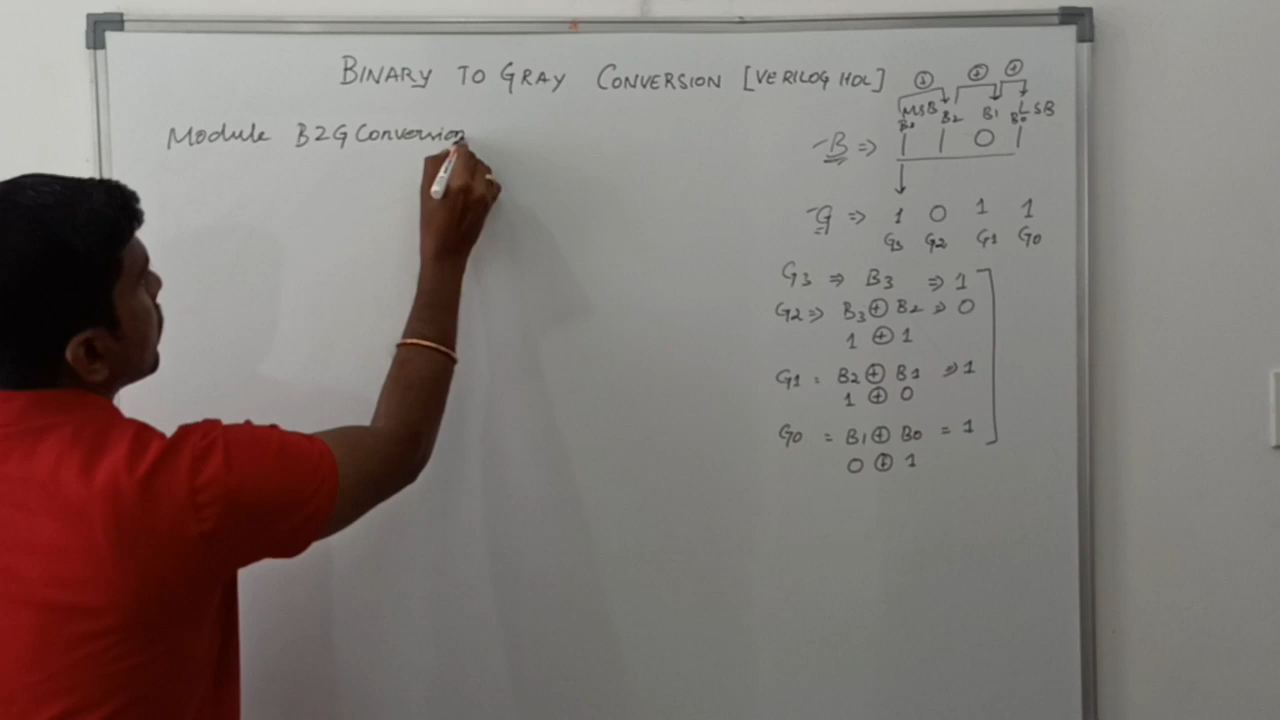 BINARY TO GRAY CONVERSION [VERILOG HDL]
Module B2G Conversion
MSB LSB
B3 B2 B1 B0
B ⇒ 1 1 0 1
G ⇒ 1 0 1 1
G3 G2 G1 G0
G3 ⇒ B3 ⇒ 1
G2 ⇒ B3 ⊕ B2 ⇒ 0
1 ⊕ 1
G1 = B2 ⊕ B1 ⇒ 1
1 ⊕ 0
G0 = B1 ⊕ B0 = 1
0 ⊕ 1